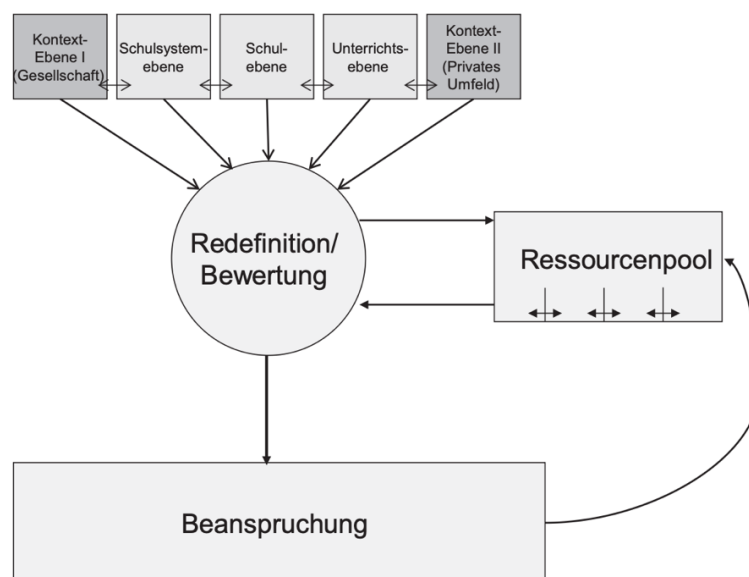 Kontext-
Ebene I
(Gesellschaft)
Schulsystem-
ebene
Schul-
ebene
Unterrichts-
ebene
Kontext-
Ebene II
(Privates
Umfeld)
Redefinition/
Bewertung
Ressourcenpool
Beanspruchung